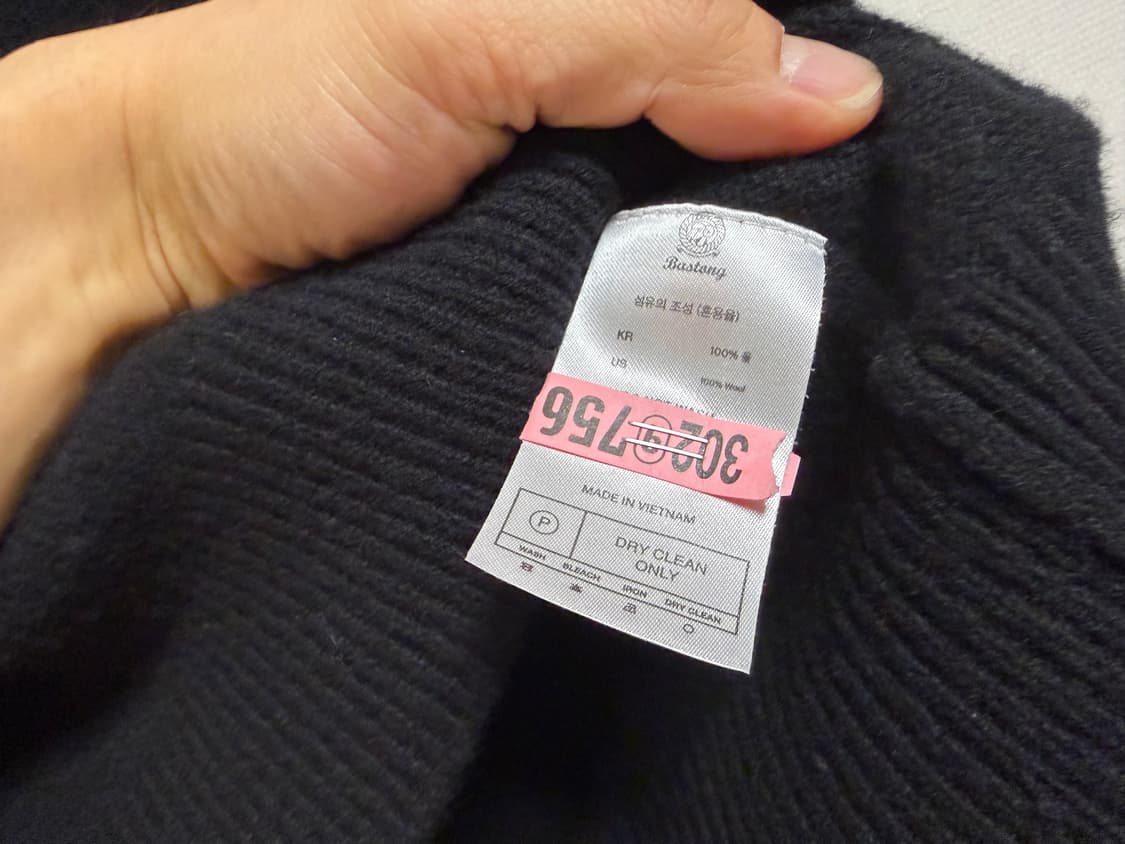 Bastong
섬유의 조성 (혼용율)
KR 100% 울
US 100% Wool
302 756
MADE IN VIETNAM
P DRY CLEAN
ONLY
WASH BLEACH IRON DRY CLEAN